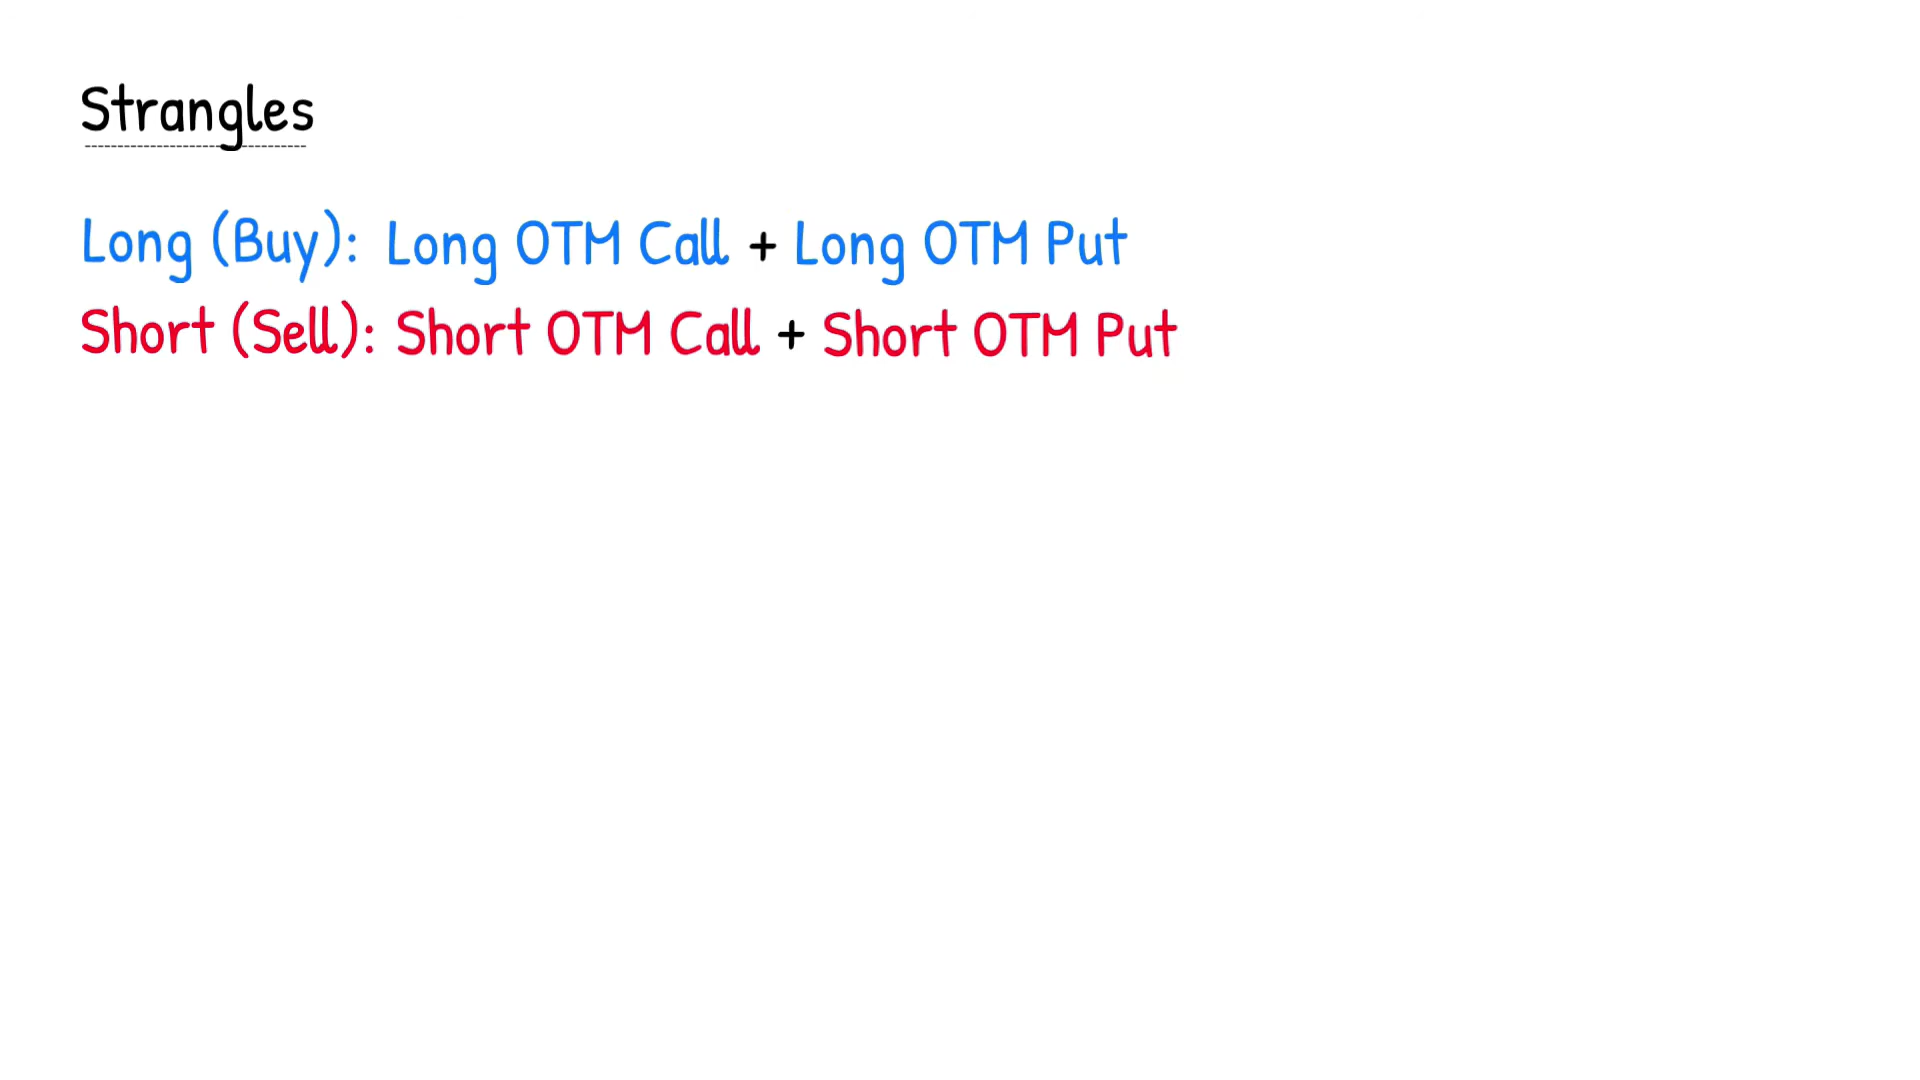 Strangles
Long (Buy): Long OTM Call + Long OTM Put
Short (Sell): Short OTM Call + Short OTM Put